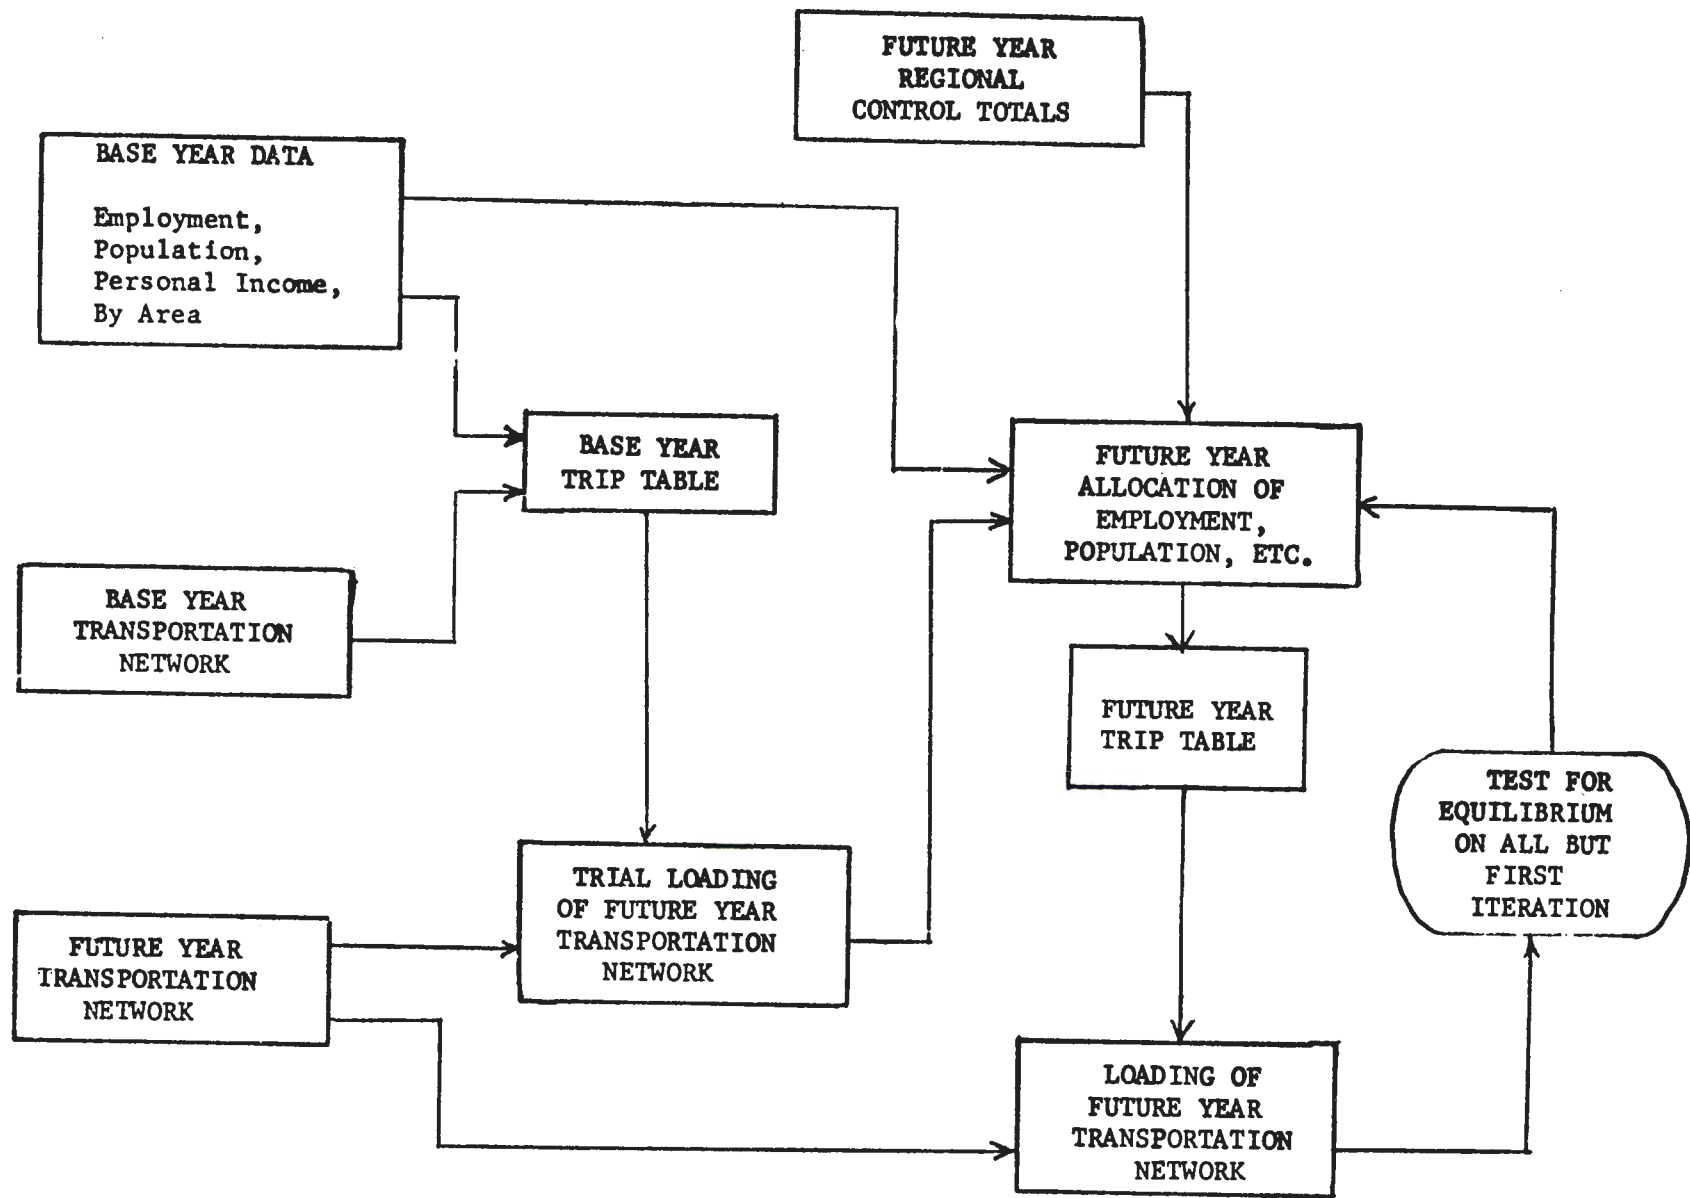 FUTURE YEAR
REGIONAL
CONTROL TOTALS
BASE YEAR DATA
Employment,
Population,
Personal Income,
By Area
BASE YEAR
TRIP TABLE
FUTURE YEAR
ALLOCATION OF
EMPLOYMENT,
POPULATION, ETC.
BASE YEAR
TRANSPORTATION
NETWORK
FUTURE YEAR
TRIP TABLE
TEST FOR
EQUILIBRIUM
ON ALL BUT
FIRST
ITERATION
TRIAL LOADING
OF FUTURE YEAR
TRANSPORTATION
NETWORK
FUTURE YEAR
TRANSPORTATION
NETWORK
LOADING OF
FUTURE YEAR
TRANSPORTATION
NETWORK